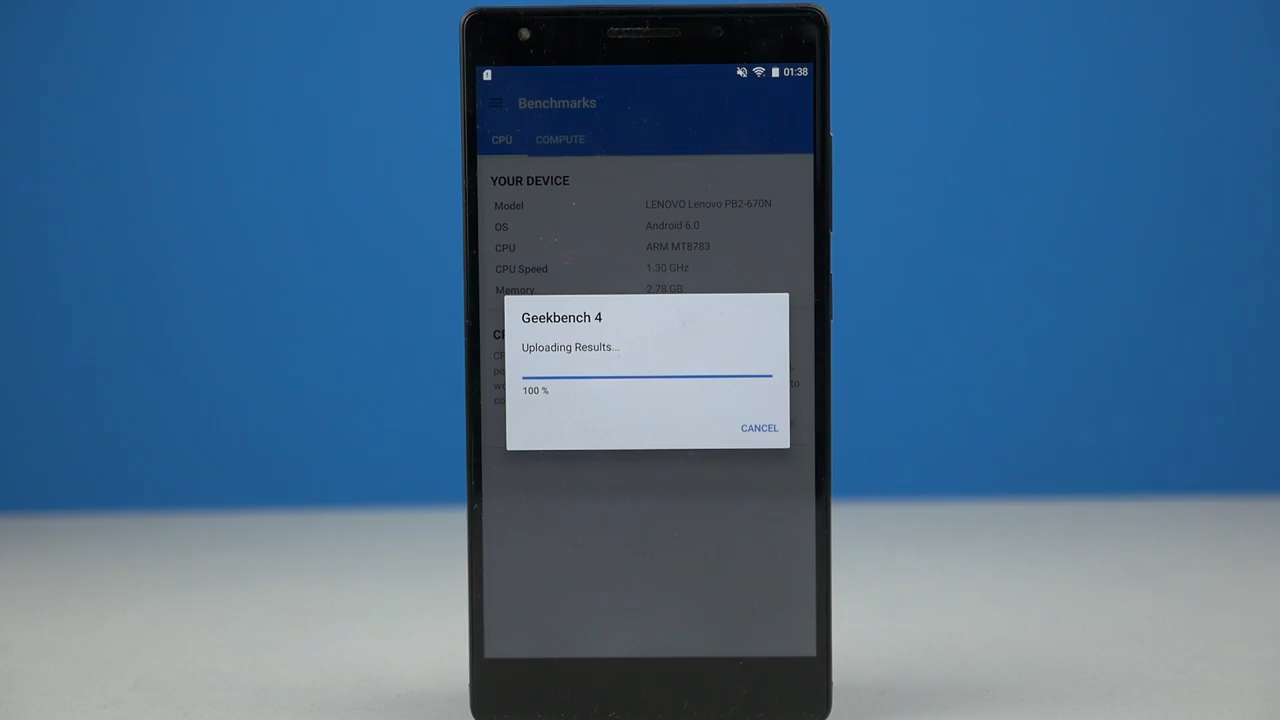 01:38
Benchmarks
CPU COMPUTE
YOUR DEVICE
Model LENOVO Lenovo PB2-670N
OS Android 6.0
CPU ARM MT8783
CPU Speed 1.30 GHz
Memory 2.78 GB
Geekbench 4
Uploading Results...
100 %
CANCEL